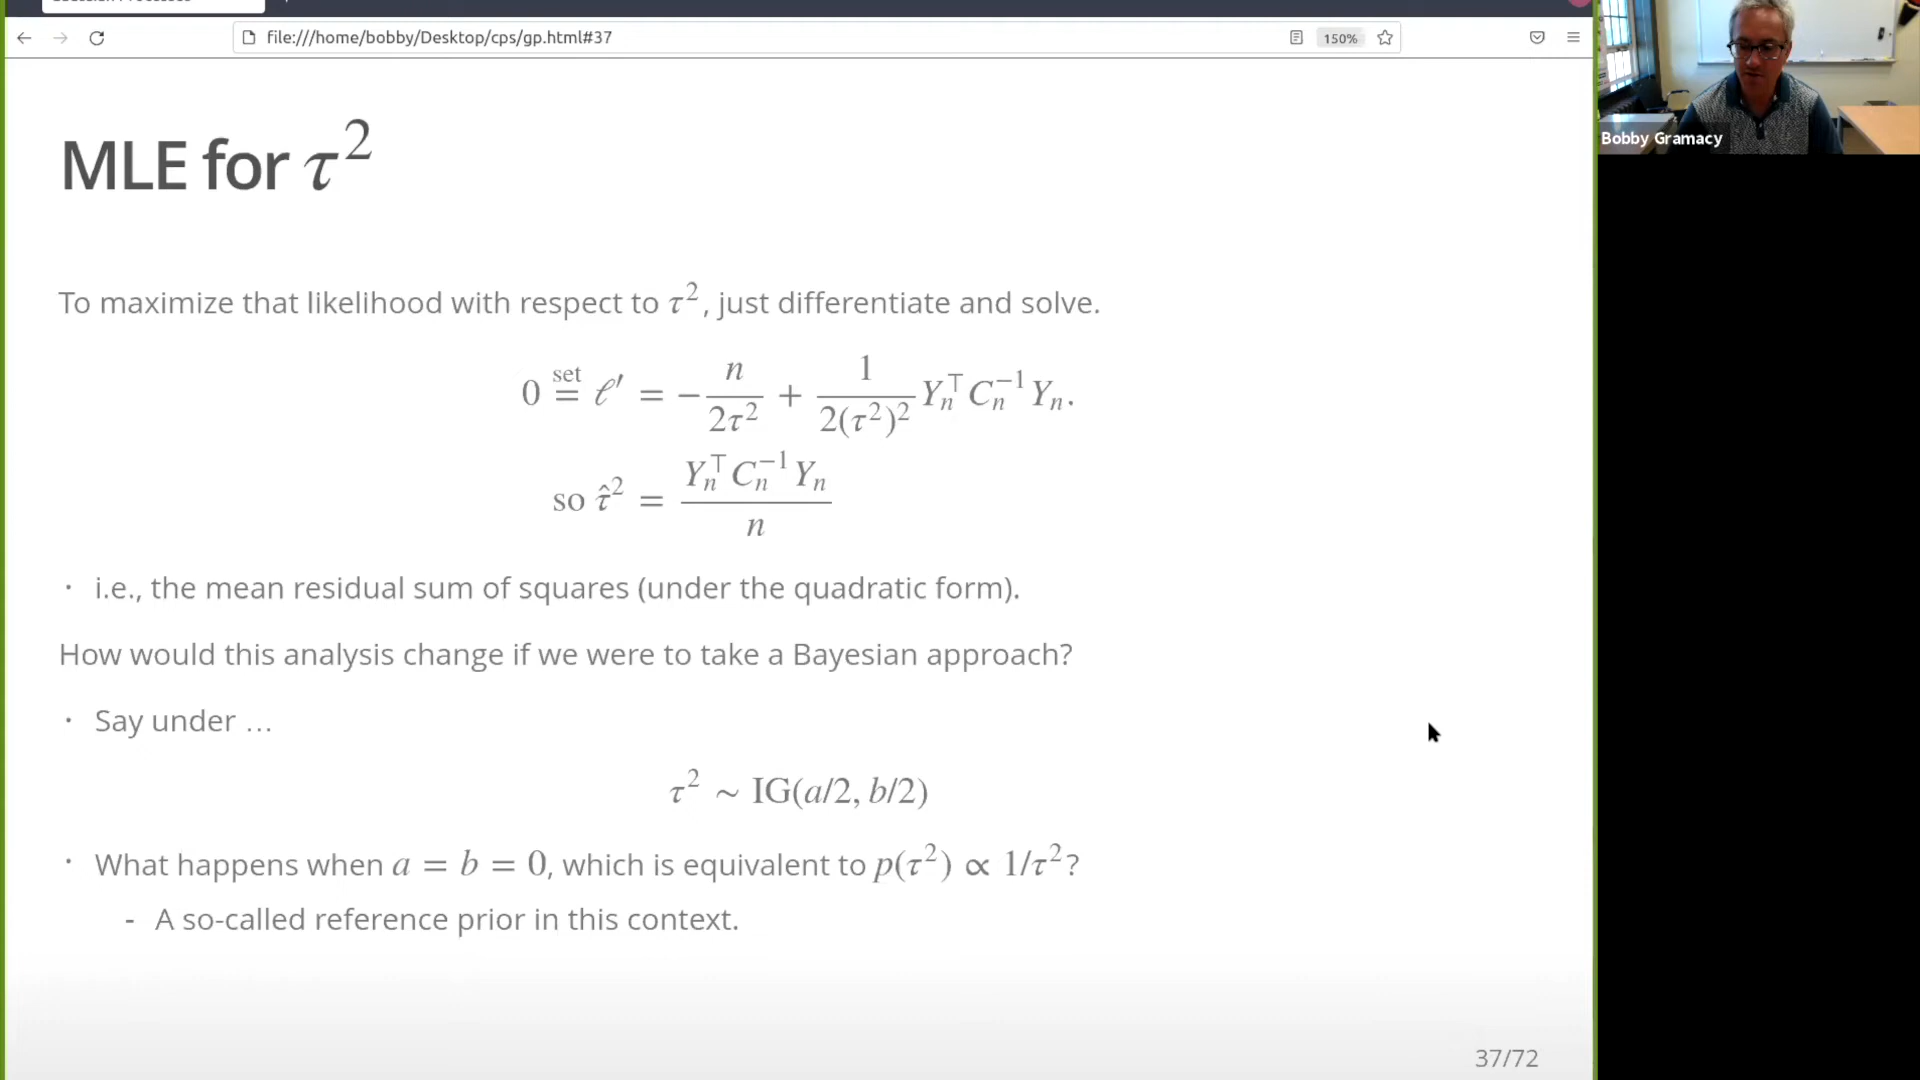 file:///home/bobby/Desktop/cps/gp.html#37
150%
Bobby Gramacy
MLE for τ²
To maximize that likelihood with respect to τ², just differentiate and solve.
0 set= ℓ′ = − n/2τ² + 1/2(τ²)² Yₙ⊤ Cₙ⁻¹ Yₙ.
so τ̂² = Yₙ⊤ Cₙ⁻¹ Yₙ / n
· i.e., the mean residual sum of squares (under the quadratic form).
How would this analysis change if we were to take a Bayesian approach?
· Say under …
τ² ∼ IG(a/2, b/2)
· What happens when a = b = 0, which is equivalent to p(τ²) ∝ 1/τ²?
- A so-called reference prior in this context.
37/72